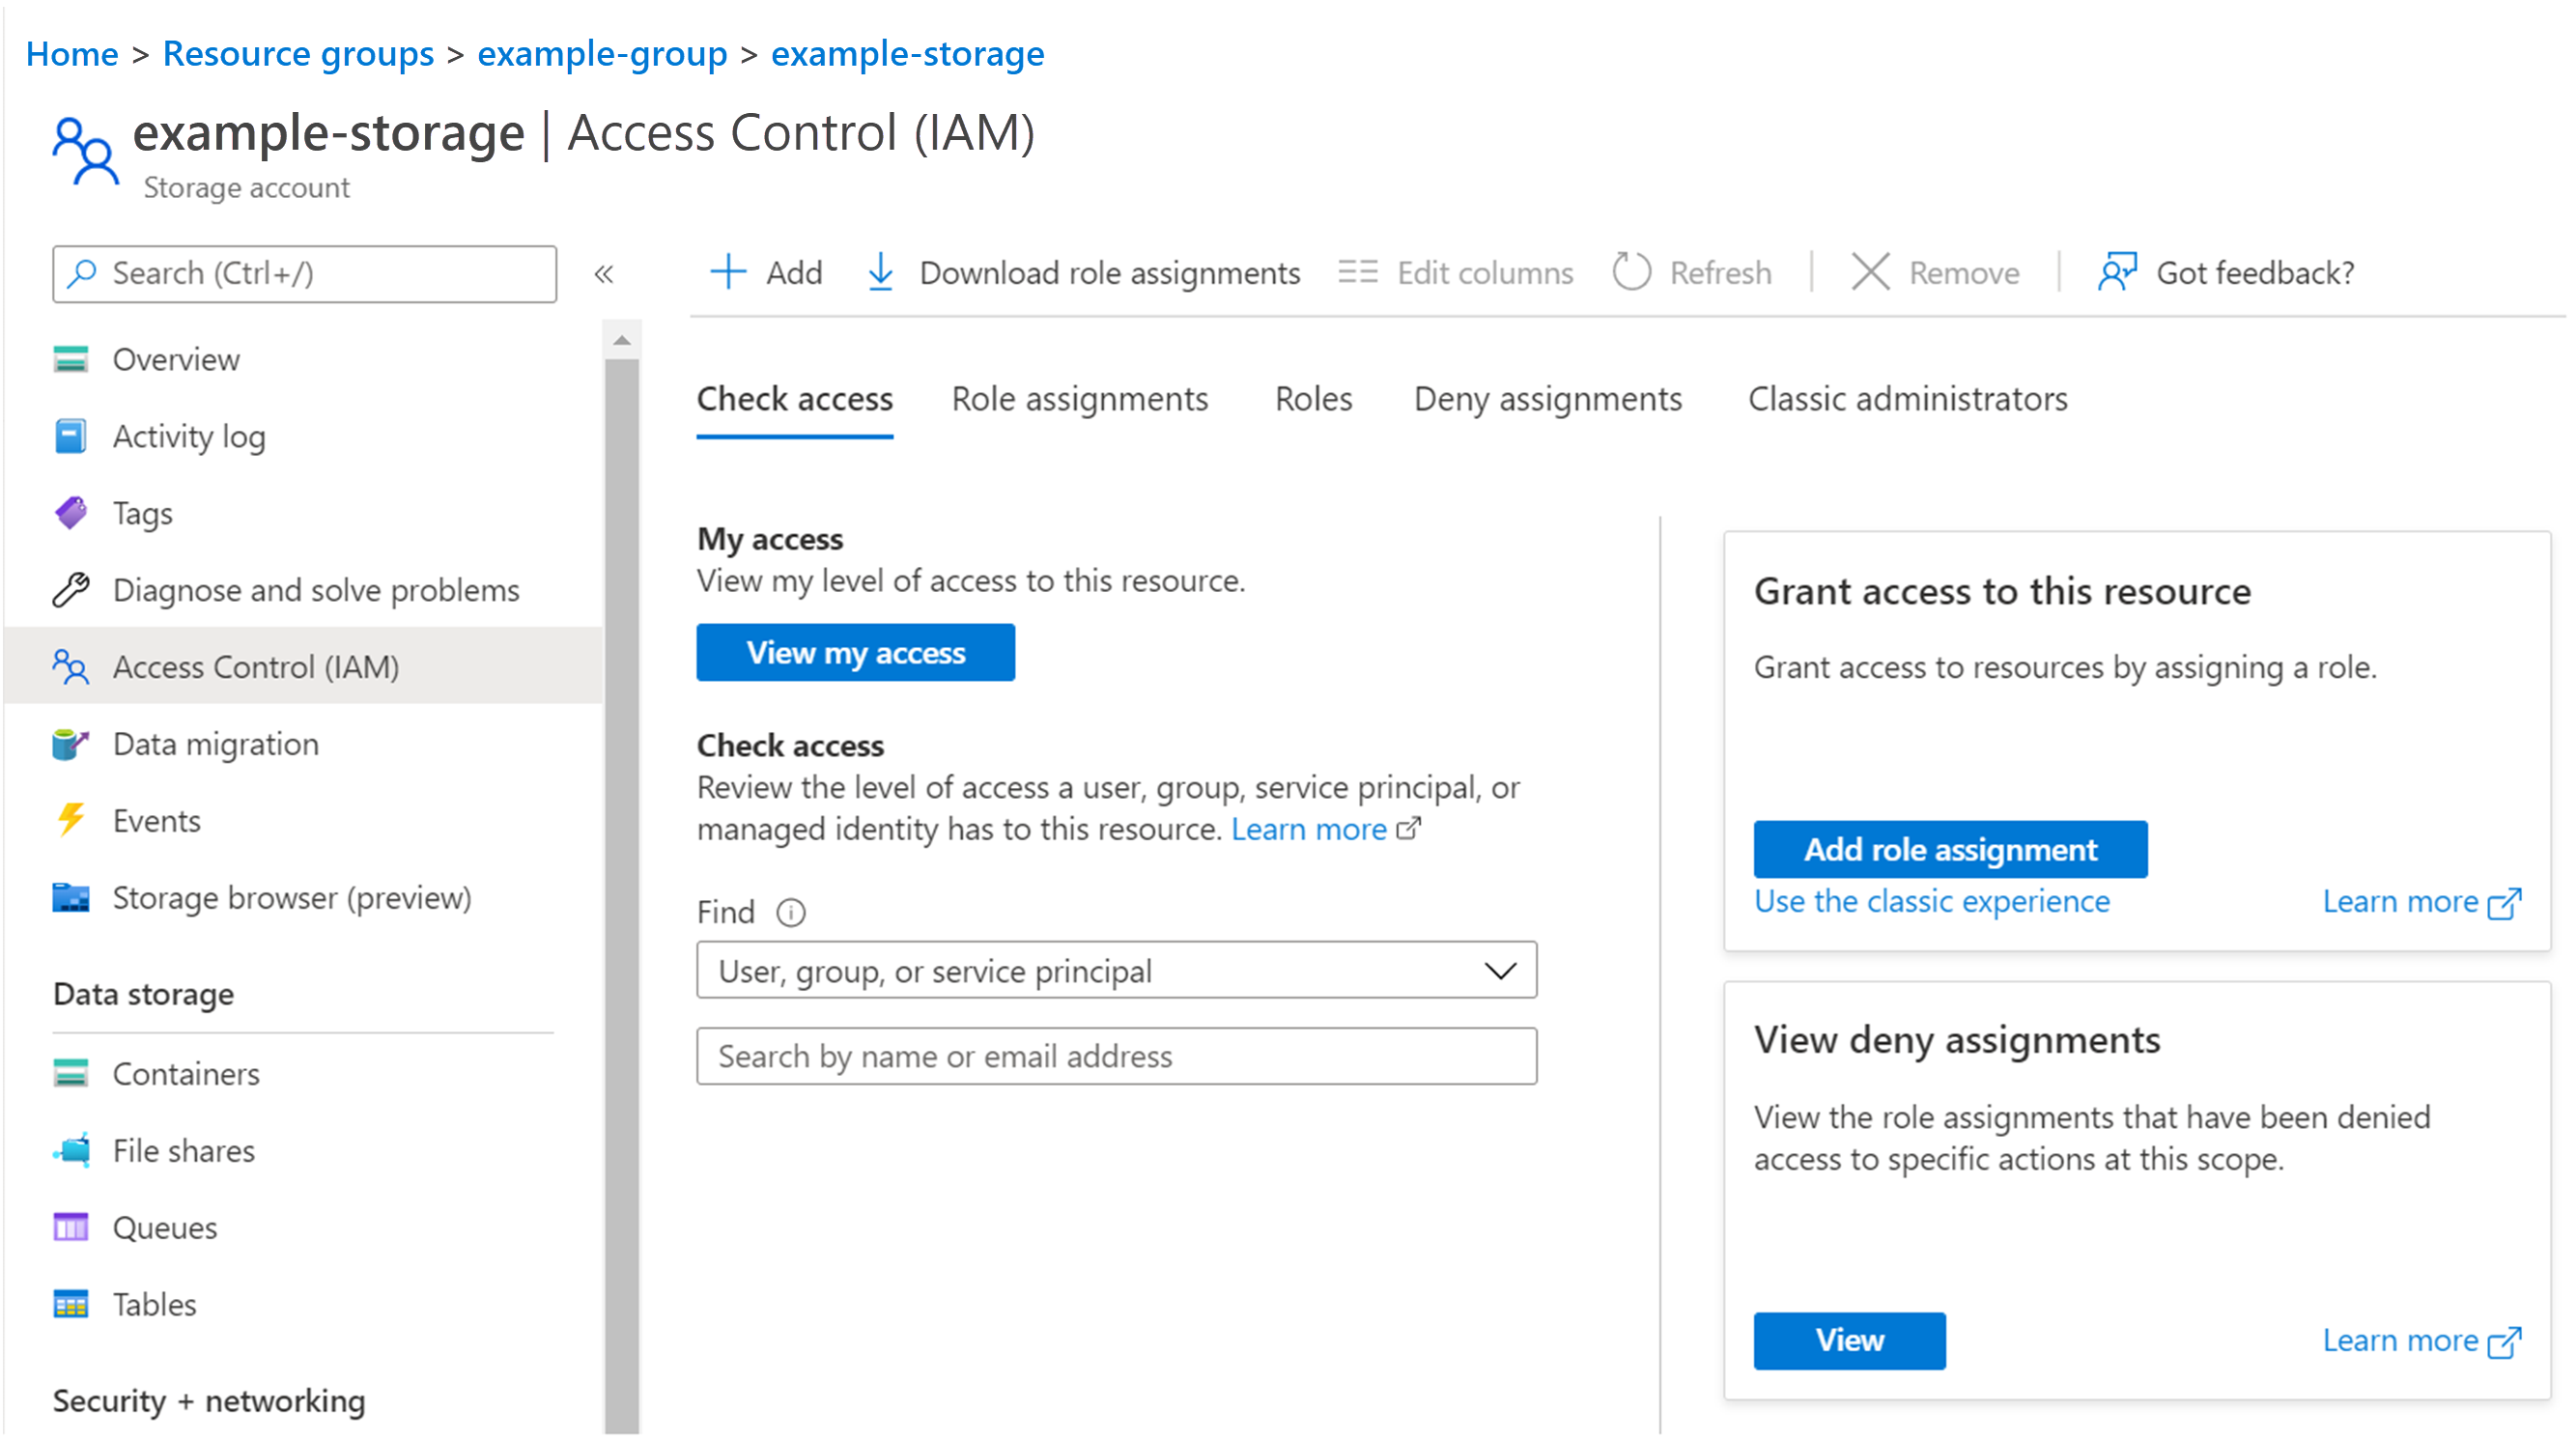 Home > Resource groups > example-group > example-storage
example-storage | Access Control (IAM)
Storage account
Search (Ctrl+/)
«
Add
Download role assignments
Edit columns
Refresh
Remove
Got feedback?
Overview
Activity log
Tags
Diagnose and solve problems
Access Control (IAM)
Data migration
Events
Storage browser (preview)
Data storage
Containers
File shares
Queues
Tables
Security + networking
Check access
Role assignments
Roles
Deny assignments
Classic administrators
My access
View my level of access to this resource.
View my access
Check access
Review the level of access a user, group, service principal, or
managed identity has to this resource. Learn more
Find
User, group, or service principal
Search by name or email address
Grant access to this resource
Grant access to resources by assigning a role.
Add role assignment
Use the classic experience
Learn more
View deny assignments
View the role assignments that have been denied
access to specific actions at this scope.
View
Learn more